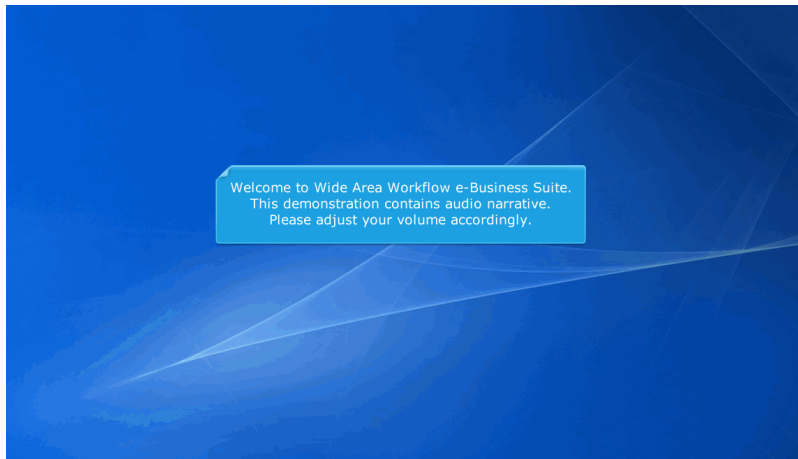 Welcome to Wide Area Workflow e-Business Suite.
This demonstration contains audio narrative.
Please adjust your volume accordingly.